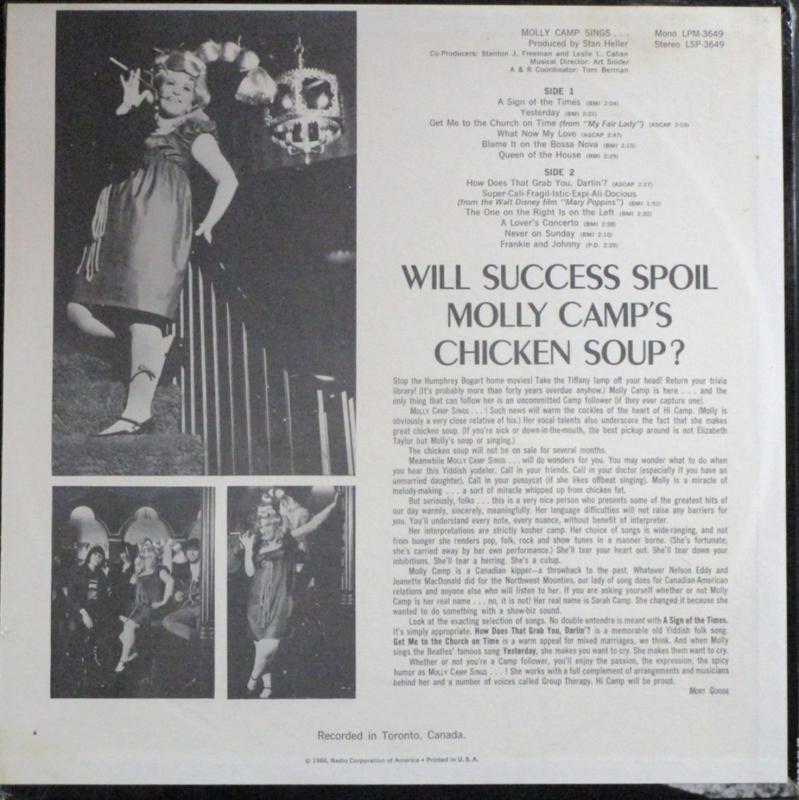 MOLLY CAMP SINGS . . .
Mono LPM-3649
Produced by Stan Heller
Stereo LSP-3649
Co-Producers: Stanton J. Freeman and Leslie L. Cahan
Musical Director: Art Snider
A & R Coordinator: Tom Berman
SIDE 1
A Sign of the Times (BMI 2:04)
Yesterday (BMI 2:22)
Get Me to the Church on Time (from "My Fair Lady") (ASCAP 2:19)
What Now My Love (ASCAP 2:47)
Blame It on the Bossa Nova (BMI 2:15)
Queen of the House (BMI 2:29)
SIDE 2
How Does That Grab You, Darlin'? (ASCAP 2:27)
Super-Cali-Fragil-Istic-Expi-Ali-Docious
(from the Walt Disney film "Mary Poppins") (BMI 1:52)
The One on the Right Is on the Left (BMI 2:30)
A Lover's Concerto (BMI 2:38)
Never on Sunday (BMI 2:10)
Frankie and Johnny (P.D. 2:39)
WILL SUCCESS SPOIL
MOLLY CAMP'S
CHICKEN SOUP?
Stop the Humphrey Bogart home movies! Take the Tiffany lamp off your head! Return your trivia
library! (It's probably more than forty years overdue anyhow.) Molly Camp is here . . . and the
only thing that can follow her is an uncommitted Camp follower (if they ever capture one).
MOLLY CAMP SINGS . . . ! Such news will warm the cockles of the heart of Hi Camp. (Molly is
obviously a very close relative of his.) Her vocal talents also underscore the fact that she makes
great chicken soup. (If you're sick or down-in-the-mouth, the best pickup around is not Elizabeth
Taylor but Molly's soup or singing.)
The chicken soup will not be on sale for several months.
Meanwhile MOLLY CAMP SINGS . . . will do wonders for you. You may wonder what to do when
you hear this Yiddish yodeler. Call in your friends. Call in your doctor (especially if you have an
unmarried daughter). Call in your pussycat (if she likes offbeat singing). Molly is a miracle of
melody-making . . . a sort of miracle whipped up from chicken fat.
But seriously, folks . . . this is a very nice person who presents some of the greatest hits of
our day warmly, sincerely, meaningfully. Her language difficulties will not raise any barriers for
you. You'll understand every note, every nuance, without benefit of interpreter.
Her interpretations are strictly kosher camp. Her choice of songs is wide-ranging, and not
from hunger she renders pop, folk, rock and show tunes in a manner borne. (She's fortunate;
she's carried away by her own performance.) She'll tear your heart out. She'll tear down your
inhibitions. She'll tear a herring. She's a cutup.
Molly Camp is a Canadian kipper—a throwback to the past. Whatever Nelson Eddy and
Jeanette MacDonald did for the Northwest Mounties, our lady of song does for Canadian-American
relations and anyone else who will listen to her. If you are asking yourself whether or not Molly
Camp is her real name . . . no, it is not! Her real name is Sarah Camp. She changed it because she
wanted to do something with a show-biz sound.
Look at the exacting selection of songs. No double entendre is meant with A Sign of the Times.
It's simply appropriate. How Does That Grab You, Darlin'? is a memorable old Yiddish folk song.
Get Me to the Church on Time is a warm appeal for mixed marriages, we think. And when Molly
sings the Beatles' famous song Yesterday, she makes you want to cry. She makes them want to cry.
Whether or not you're a Camp follower, you'll enjoy the passion, the expression, the spicy
humor as MOLLY CAMP SINGS . . . ! She works with a full complement of arrangements and musicians
behind her and a number of voices called Group Therapy. Hi Camp will be proud.
MORT GOODE
Recorded in Toronto, Canada.
© 1966, Radio Corporation of America • Printed in U. S. A.